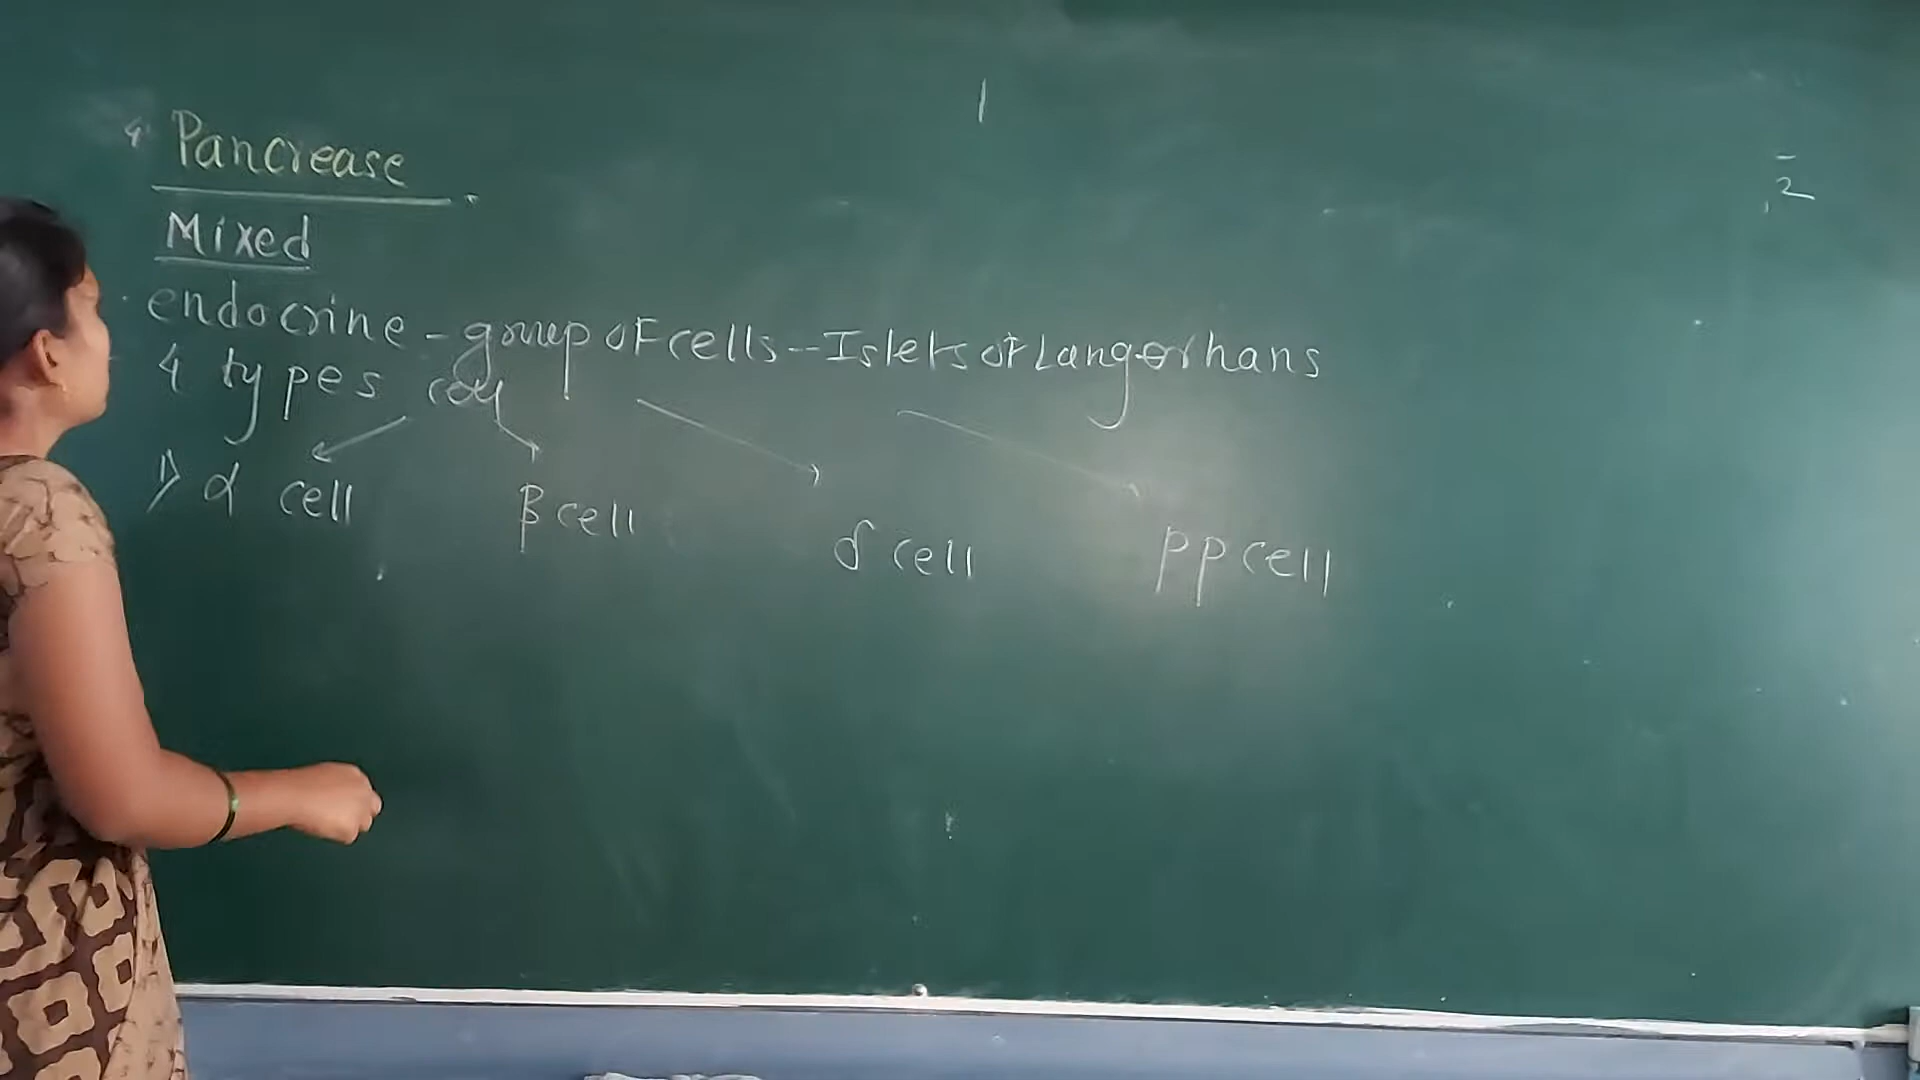 4 Pancrease
Mixed
endocrine - group of cells - Islets of Langerhans
4 types cell
1) α cell β cell δ cell PP cell
2